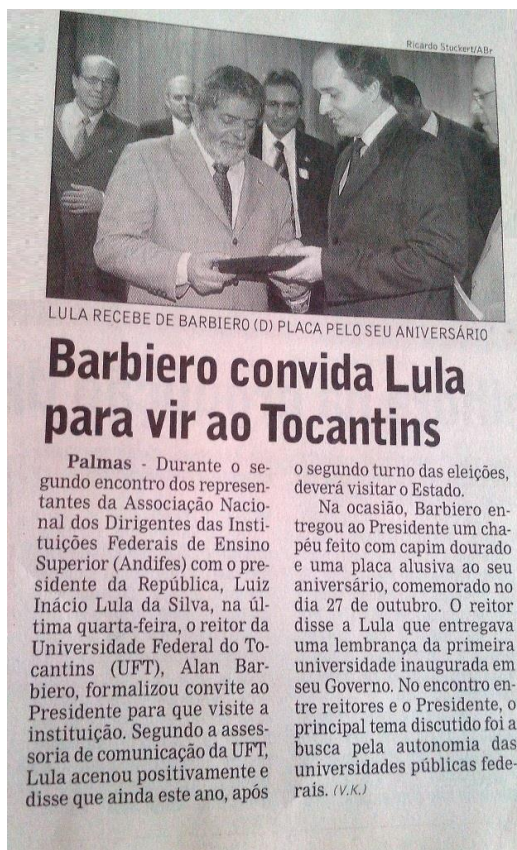 Ricardo Stuckert/ABr
LULA RECEBE DE BARBIERO (D) PLACA PELO SEU ANIVERSÁRIO
Barbiero convida Lula
para vir ao Tocantins
Palmas - Durante o se-
gundo encontro dos represen-
tantes da Associação Nacio-
nal dos Dirigentes das Insti-
tuições Federais de Ensino
Superior (Andifes) com o pre-
sidente da República, Luiz
Inácio Lula da Silva, na úl-
tima quarta-feira, o reitor da
Universidade Federal do To-
cantins (UFT), Alan Bar-
biero, formalizou convite ao
Presidente para que visite a
instituição. Segundo a asses-
soria de comunicação da UFT,
Lula acenou positivamente e
disse que ainda este ano, após
o segundo turno das eleições,
deverá visitar o Estado.
Na ocasião, Barbiero en-
tregou ao Presidente um cha-
péu feito com capim dourado
e uma placa alusiva ao seu
aniversário, comemorado no
dia 27 de outubro. O reitor
disse a Lula que entregava
uma lembrança da primeira
universidade inaugurada em
seu Governo. No encontro en-
tre reitores e o Presidente, o
principal tema discutido foi a
busca pela autonomia das
universidades públicas fede-
rais. (V.K.)